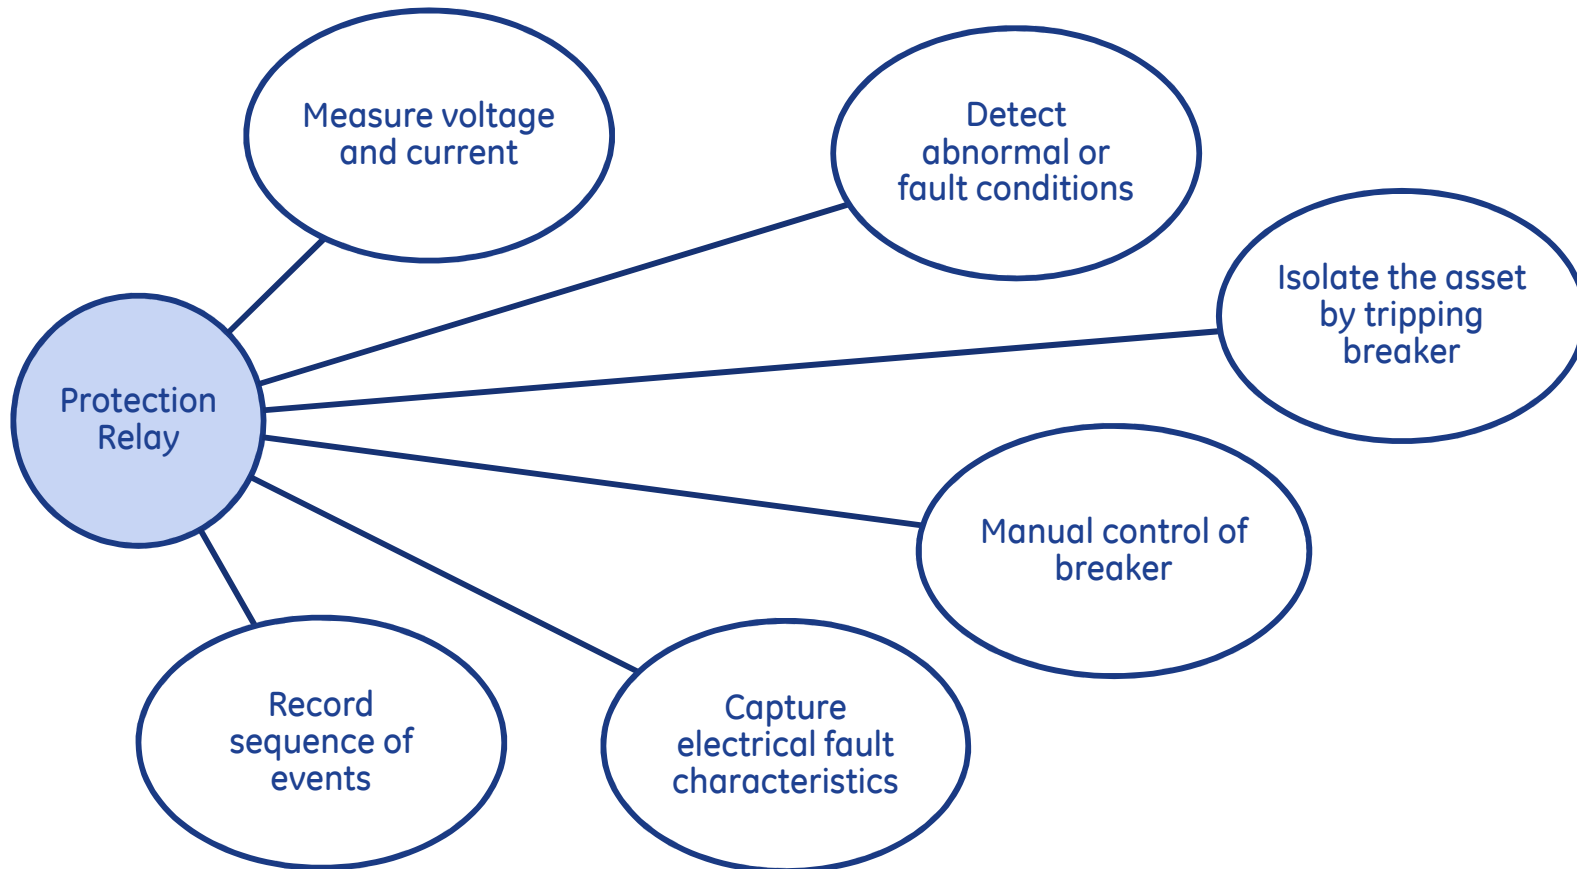 Measure voltage
and current
Detect
abnormal or
fault conditions
Isolate the asset
by tripping
breaker
Protection
Relay
Manual control of
breaker
Record
sequence of
events
Capture
electrical fault
characteristics